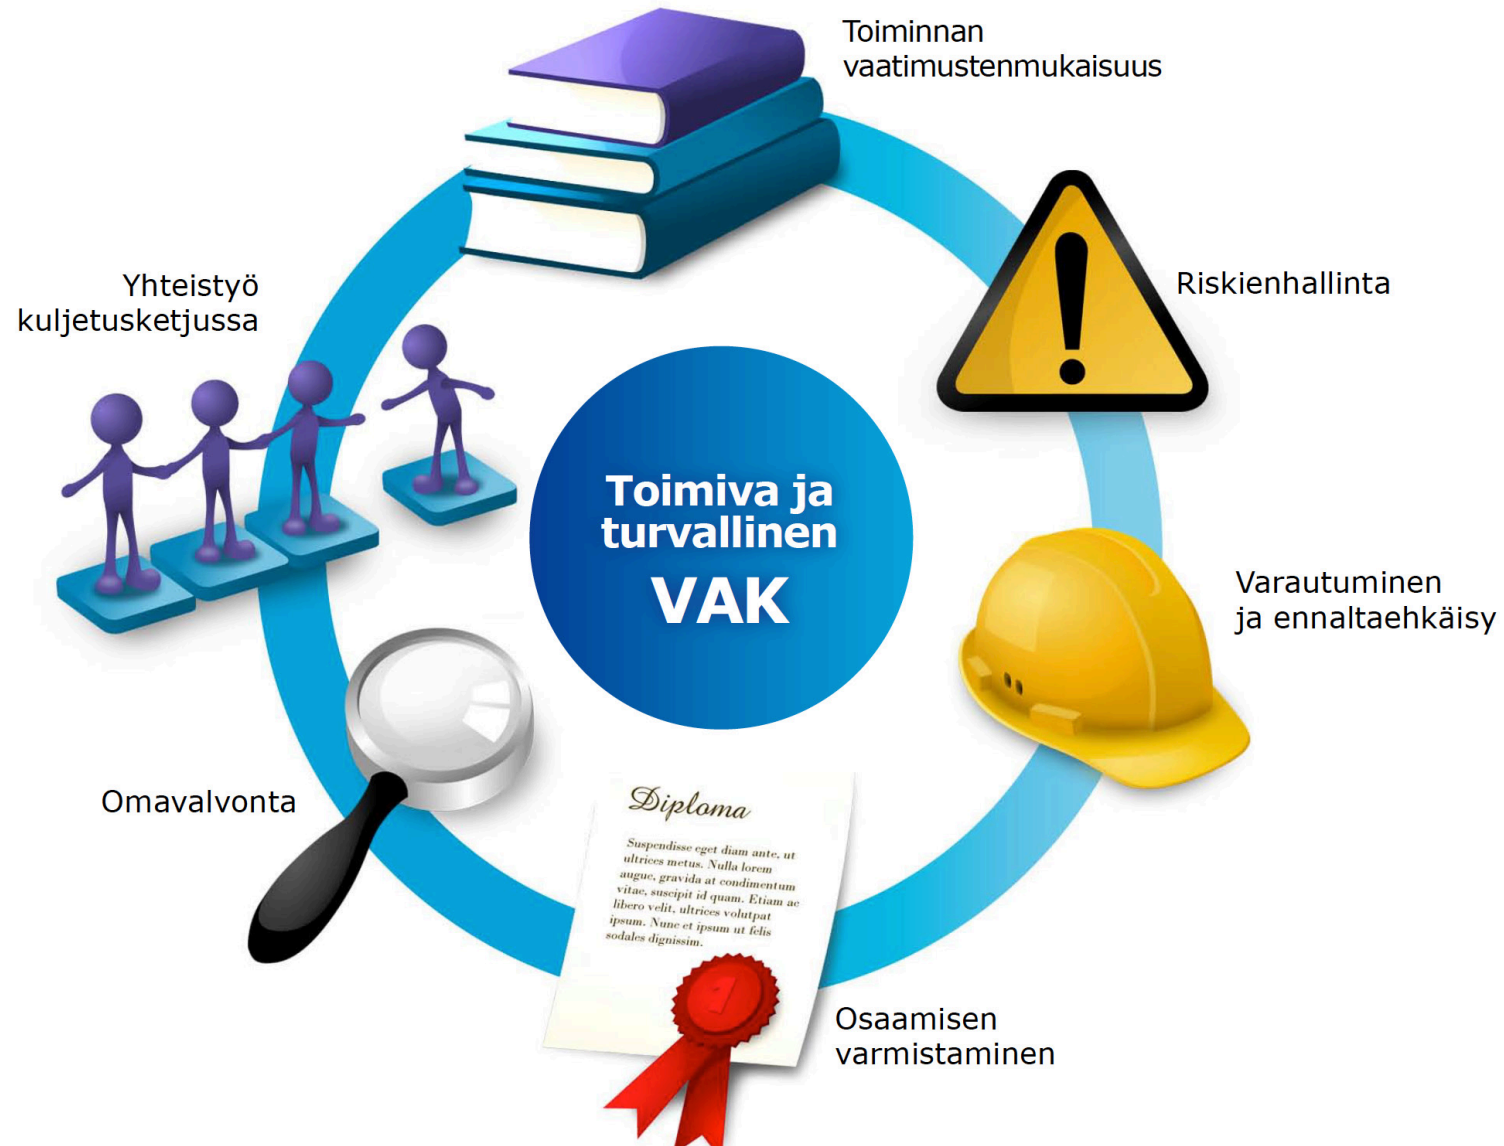 Toiminnan
vaatimustenmukaisuus
Riskienhallinta
Varautuminen
ja ennaltaehkäisy
Osaamisen
varmistaminen
Omavalvonta
Yhteistyö
kuljetusketjussa
Toimiva ja
turvallinen
VAK
Diploma
Suspendisse eget diam ante, ut
ultrices metus. Nulla lorem
augue, gravida at condimentum
vitae, suscipit id quam. Etiam ac
libero velit, ultrices volutpat
ipsum. Nunc et ipsum ut felis
sodales dignissim.
1